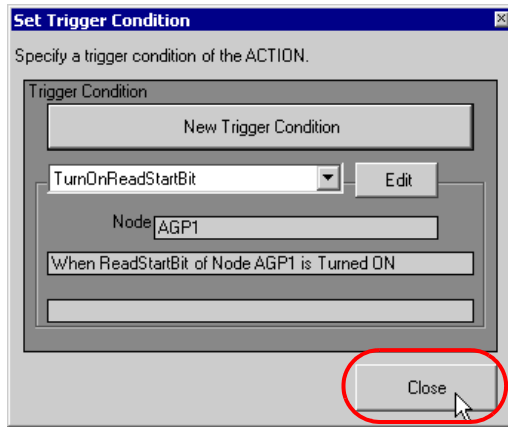 Set Trigger Condition
Specify a trigger condition of the ACTION.
Trigger Condition
New Trigger Condition
TurnOnReadStartBit
Edit
Node
AGP1
When ReadStartBit of Node AGP1 is Turned ON
Close